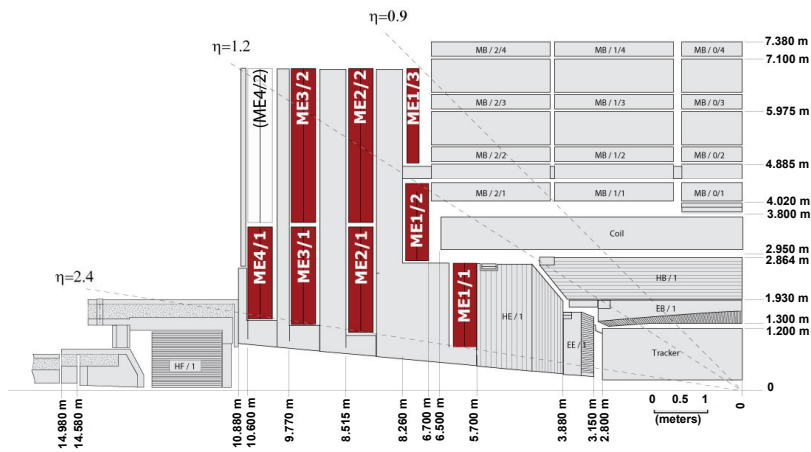 η=0.9
η=1.2
η=2.4
(ME4/2)
ME3/2
ME2/2
ME1/3
ME1/2
ME4/1
ME3/1
ME2/1
ME1/1
MB / 2/4
MB / 1/4
MB / 0/4
MB / 2/3
MB / 1/3
MB / 0/3
MB / 2/2
MB / 1/2
MB / 0/2
MB / 2/1
MB / 1/1
MB / 0/1
Coil
HB / 1
EB / 1
HE / 1
EE / 1
Tracker
HF / 1
7.380 m
7.100 m
5.975 m
4.885 m
4.020 m
3.800 m
2.950 m
2.864 m
1.930 m
1.300 m
1.200 m
0
0 0.5 1
(meters)
14.980 m
14.580 m
10.880 m
10.600 m
9.770 m
8.515 m
8.260 m
6.700 m
6.500 m
5.700 m
3.880 m
3.150 m
2.800 m
0